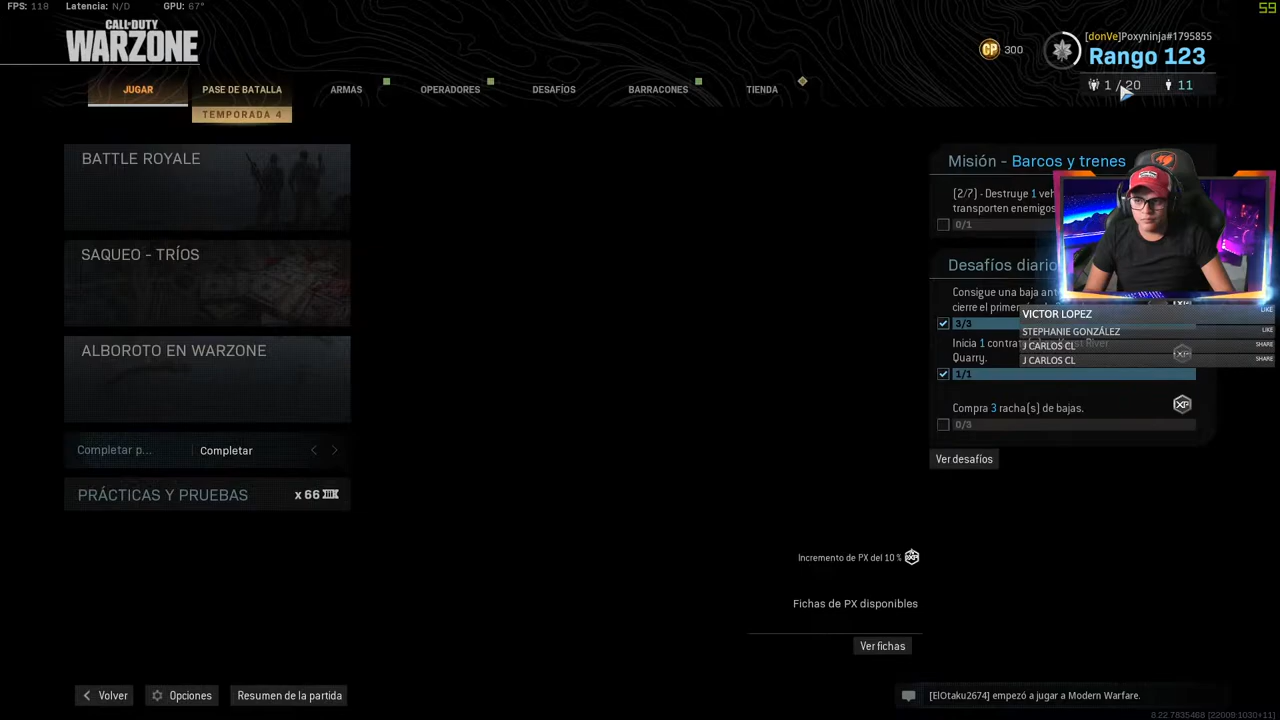 FPS: 118 Latencia: N/D GPU: 67°
59
CALL OF DUTY
WARZONE
300
[donVe]Poxyninja#1795855
Rango 123
1 / 20 11
JUGAR
PASE DE BATALLA
TEMPORADA 4
ARMAS
OPERADORES
DESAFÍOS
BARRACONES
TIENDA
BATTLE ROYALE
SAQUEO - TRÍOS
ALBOROTO EN WARZONE
Completar p... Completar
PRÁCTICAS Y PRUEBAS x 66
Misión - Barcos y trenes
(2/7) - Destruye 1
transporten enemigos
0/1
Desafíos
Consigue una baja
cierre el
3/3
Inicia 1
Quarry.
1/1
VICTOR LOPEZ LIKE
STEPHANIE GONZÁLEZ LIKE
J CARLOS CL SHARE
J CARLOS CL SHARE
Compra 3 racha(s) de bajas.
0/3
Ver desafíos
Incremento de PX del 10 %
Fichas de PX disponibles
Ver fichas
Volver
Opciones
Resumen de la partida
[ElOtaku2674] empezó a jugar a Modern Warfare.